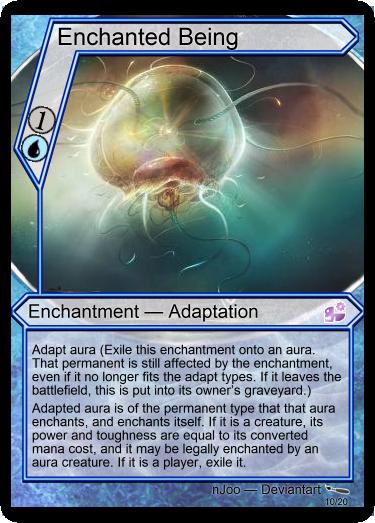 Enchanted Being
1
Enchantment — Adaptation
Adapt aura (Exile this enchantment onto an aura.
That permanent is still affected by the enchantment,
even if it no longer fits the adapt types. If it leaves the
battlefield, this is put into its owner's graveyard.)
Adapted aura is of the permanent type that that aura
enchants, and enchants itself. If it is a creature, its
power and toughness are equal to its converted
mana cost, and it may be legally enchanted by an
aura creature. If it is a player, exile it.
nJoo — Deviantart
10/20